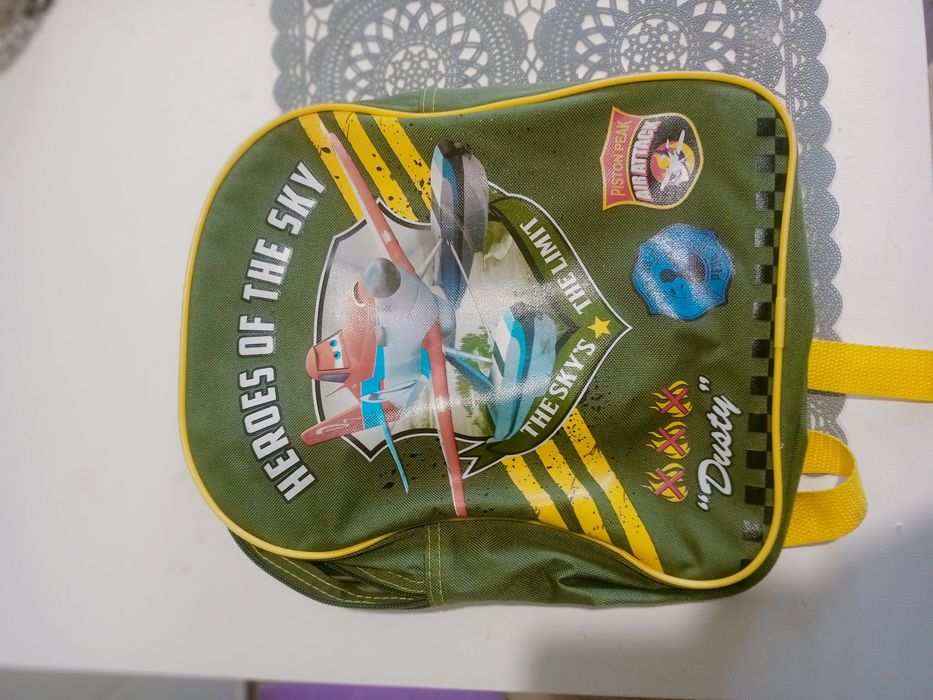 HEROES OF THE SKY
THE SKY'S THE LIMIT
PISTON PEAK
AIR ATTACK
"Dusty"